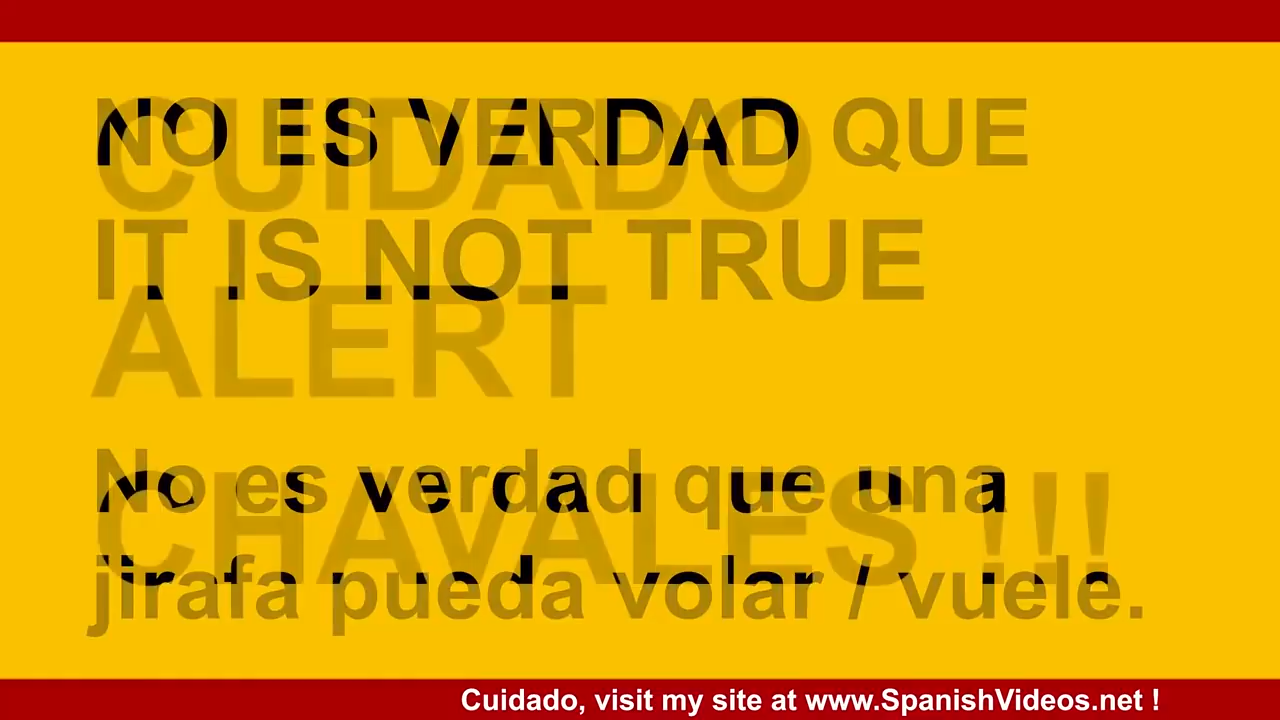 NO ES VERDAD QUE
CUIDADO
IT IS NOT TRUE
ALERT
No es verdad que una
CHAVALES !!!
jirafa pueda volar / vuele.
Cuidado, visit my site at www.SpanishVideos.net !